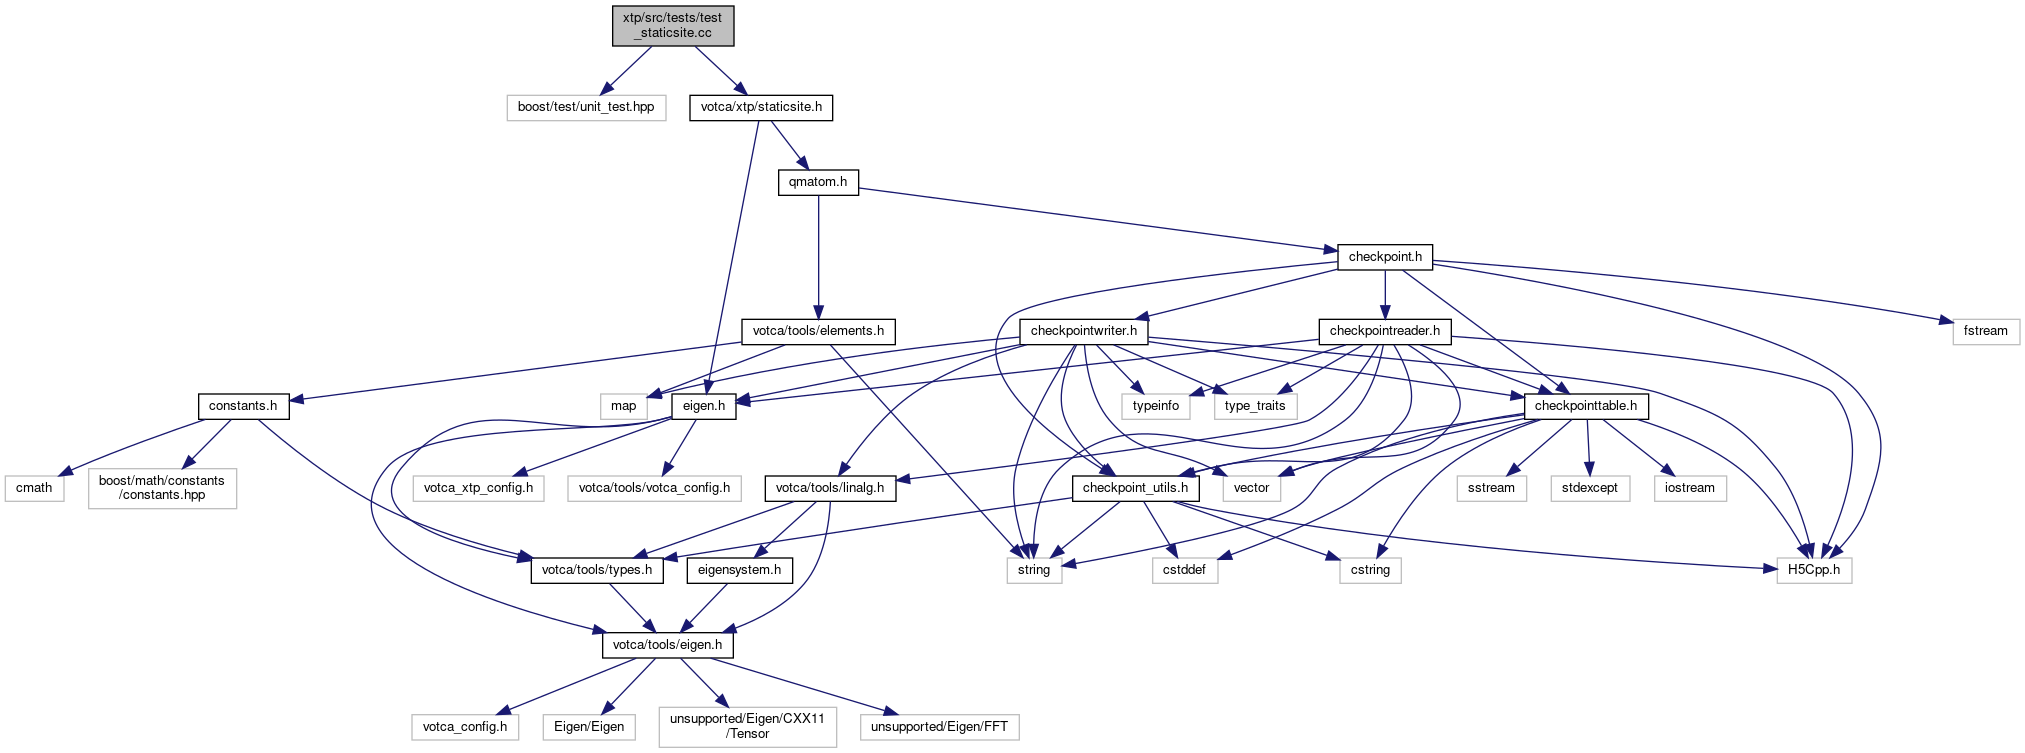 xtp/src/tests/test
_staticsite.cc
boost/test/unit_test.hpp
votca/xtp/staticsite.h
qmatom.h
checkpoint.h
votca/tools/elements.h
checkpointwriter.h
checkpointreader.h
fstream
constants.h
map
eigen.h
typeinfo
type_traits
checkpointtable.h
cmath
boost/math/constants
/constants.hpp
votca_xtp_config.h
votca/tools/votca_config.h
votca/tools/linalg.h
checkpoint_utils.h
vector
sstream
stdexcept
iostream
votca/tools/types.h
eigensystem.h
string
cstddef
cstring
H5Cpp.h
votca/tools/eigen.h
votca_config.h
Eigen/Eigen
unsupported/Eigen/CXX11
/Tensor
unsupported/Eigen/FFT